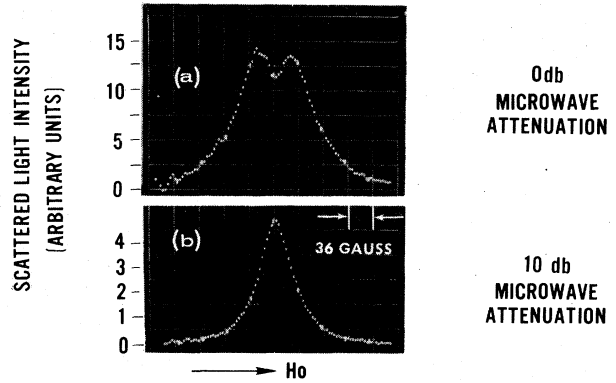 SCATTERED LIGHT INTENSITY
(ARBITRARY UNITS)
15
10
5
0
(a)
0db
MICROWAVE
ATTENUATION
4
3
2
1
0
(b)
36 GAUSS
10 db
MICROWAVE
ATTENUATION
Ho